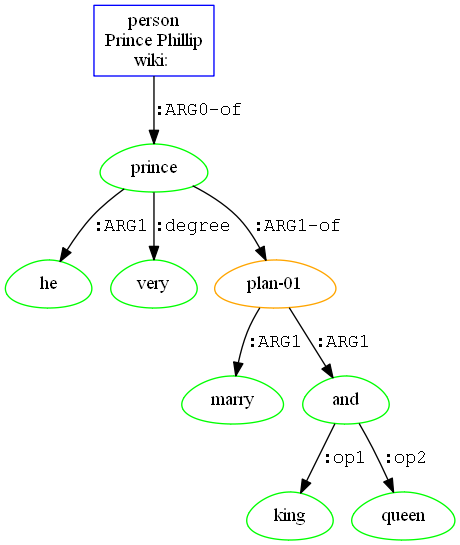 person
Prince Phillip
wiki:
:ARG0-of
prince
:ARG1 :degree :ARG1-of
he very plan-01
:ARG1 :ARG1
marry and
:op1 :op2
king queen